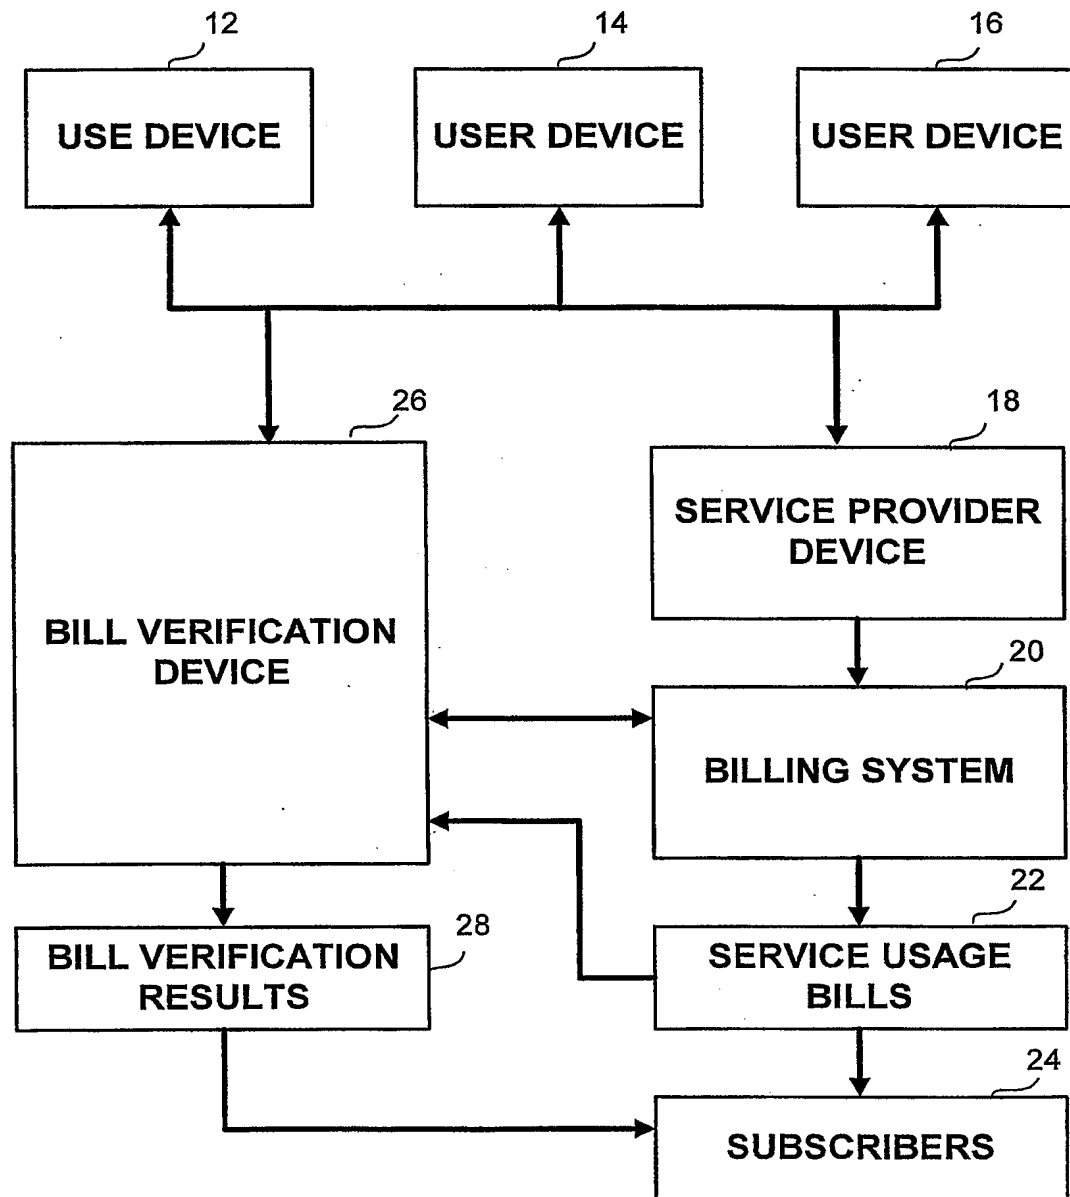 12
14
16
USE DEVICE
USER DEVICE
USER DEVICE
26
18
SERVICE PROVIDER
DEVICE
BILL VERIFICATION
DEVICE
20
BILLING SYSTEM
22
28
BILL VERIFICATION
RESULTS
SERVICE USAGE
BILLS
24
SUBSCRIBERS